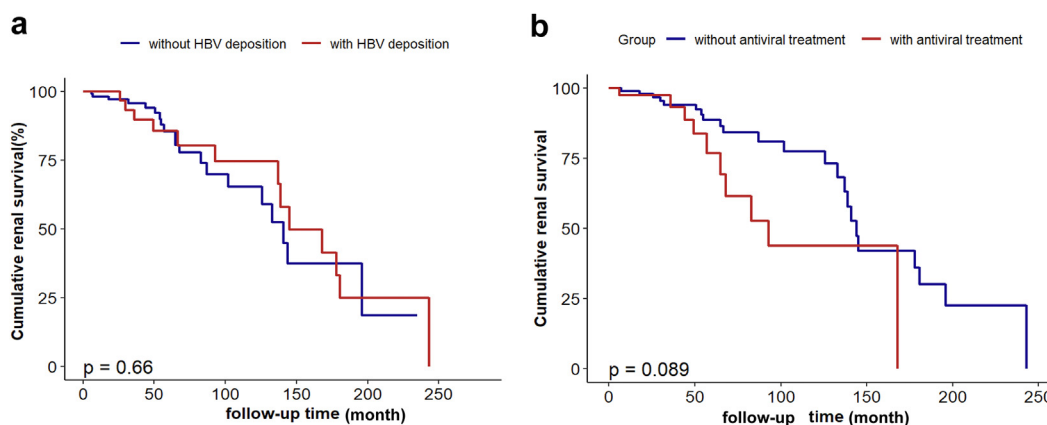 a
without HBV deposition with HBV deposition
Cumulative renal survival(%)
100
75
50
25
0
p = 0.66
0 50 100 150 200 250
follow-up time (month)
b
Group without antiviral treatment with antiviral treatment
Cumulative renal survival
100
75
50
25
0
p = 0.089
0 50 100 150 200 250
follow-up time (month)